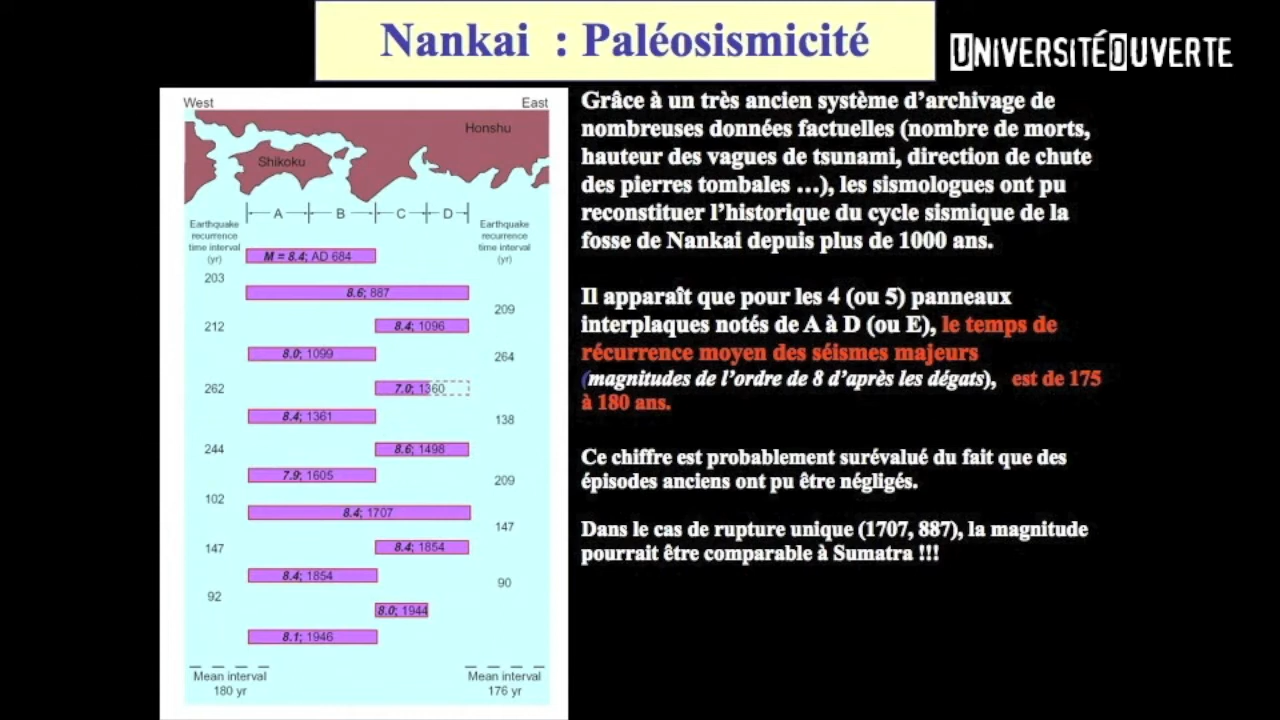 Nankai : Paléosismicité
UNIVERSITÉOUVERTE
West
East
Honshu
Shikoku
A
B
C
D
Earthquake
recurrence
time interval
(yr)
Earthquake
recurrence
time interval
(yr)
M = 8.4; AD 684
203
8.6; 887
209
212
8.4; 1096
8.0; 1099
264
262
7.0; 1360
8.4; 1361
138
244
8.6; 1498
7.9; 1605
209
102
8.4; 1707
147
147
8.4; 1854
8.4; 1854
90
92
8.0; 1944
8.1; 1946
Mean interval
180 yr
Mean interval
176 yr
Grâce à un très ancien système d’archivage de
nombreuses données factuelles (nombre de morts,
hauteur des vagues de tsunami, direction de chute
des pierres tombales ...), les sismologues ont pu
reconstituer l’historique du cycle sismique de la
fosse de Nankai depuis plus de 1000 ans.
Il apparaît que pour les 4 (ou 5) panneaux
interplaques notés de A à D (ou E), le temps de
récurrence moyen des séismes majeurs
(magnitudes de l’ordre de 8 d’après les dégats), est de 175
à 180 ans.
Ce chiffre est probablement surévalué du fait que des
épisodes anciens ont pu être négligés.
Dans le cas de rupture unique (1707, 887), la magnitude
pourrait être comparable à Sumatra !!!